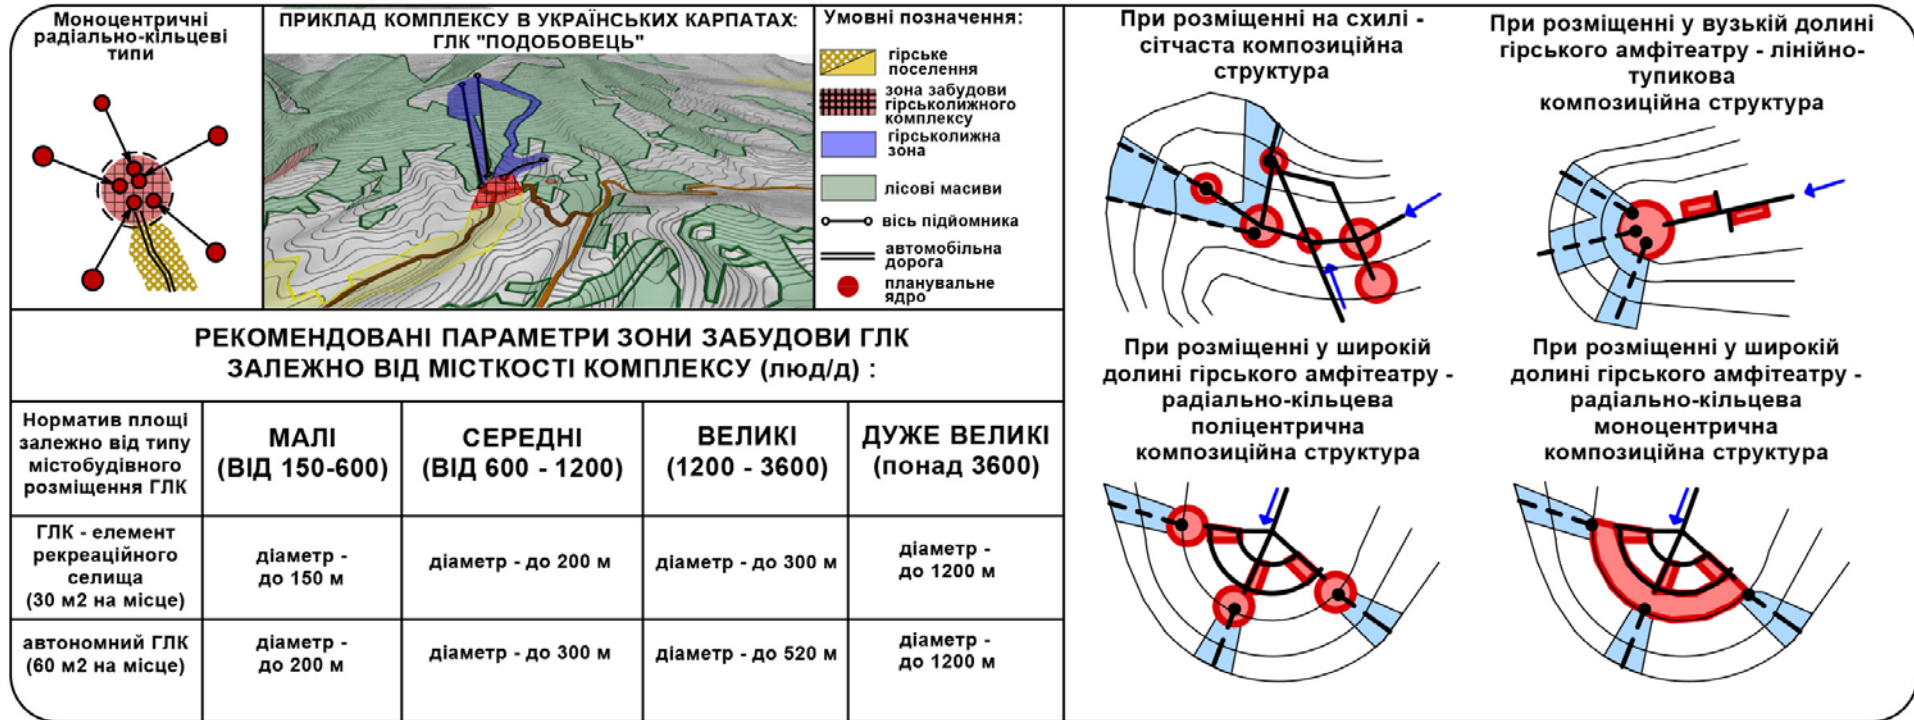 Моноцентричні
радіально-кільцеві
типи
ПРИКЛАД КОМПЛЕКСУ В УКРАЇНСЬКИХ КАРПАТАХ:
ГЛК "ПОДОБОВЕЦЬ"
Умовні позначення:
гірське
поселення
зона забудови
гірськолижного
комплексу
гірськолижна
зона
лісові масиви
вісь підйомника
автомобільна
дорога
планувальне
ядро
РЕКОМЕНДОВАНІ ПАРАМЕТРИ ЗОНИ ЗАБУДОВИ ГЛК
ЗАЛЕЖНО ВІД МІСТКОСТІ КОМПЛЕКСУ (люд/д) :
Норматив площі
залежно від типу
містобудівного
розміщення ГЛК
МАЛІ
(ВІД 150-600)
СЕРЕДНІ
(ВІД 600 - 1200)
ВЕЛИКІ
(1200 - 3600)
ДУЖЕ ВЕЛИКІ
(понад 3600)
ГЛК - елемент
рекреаційного
селища
(30 м2 на місце)
діаметр -
до 150 м
діаметр - до 200 м
діаметр - до 300 м
діаметр -
до 1200 м
автономний ГЛК
(60 м2 на місце)
діаметр -
до 200 м
діаметр - до 300 м
діаметр - до 520 м
діаметр -
до 1200 м
При розміщенні на схилі -
сітчаста композиційна
структура
При розміщенні у вузькій долині
гірського амфітеатру - лінійно-
тупикова
композиційна структура
При розміщенні у широкій
долині гірського амфітеатру -
радіально-кільцева
поліцентрична
композиційна структура
При розміщенні у широкій
долині гірського амфітеатру -
радіально-кільцева
моноцентрична
композиційна структура